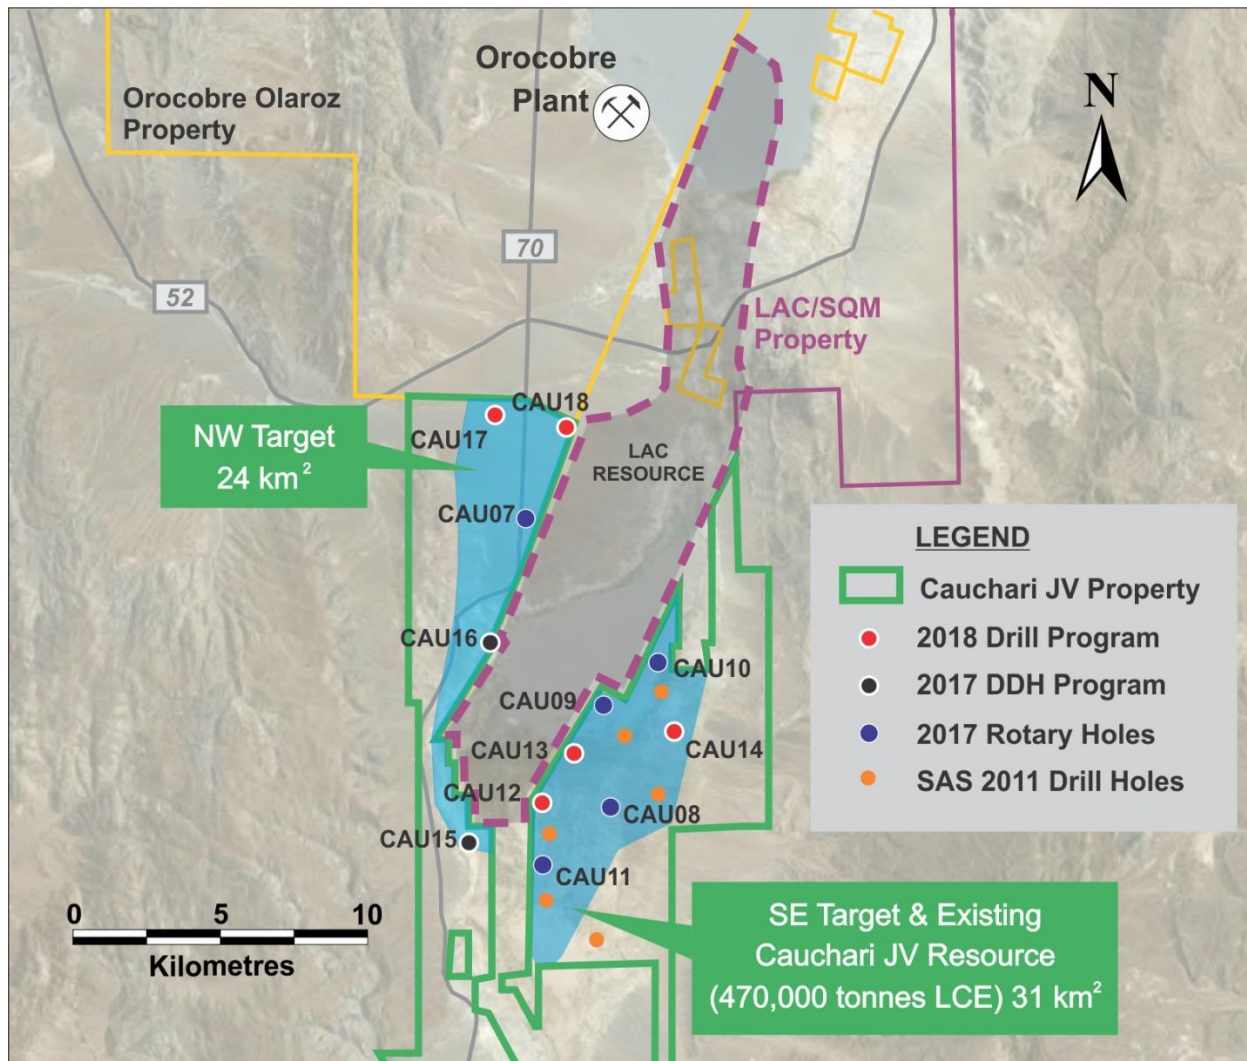 Orocobre
Plant
N
Orocobre Olaroz
Property
70
52
LAC/SQM
Property
CAU18
CAU17
NW Target
24 km²
LAC
RESOURCE
CAU07
LEGEND
Cauchari JV Property
2018 Drill Program
2017 DDH Program
2017 Rotary Holes
SAS 2011 Drill Holes
CAU16
CAU10
CAU09
CAU13
CAU14
CAU12
CAU08
CAU15
CAU11
0 5 10
Kilometres
SE Target & Existing
Cauchari JV Resource
(470,000 tonnes LCE) 31 km²